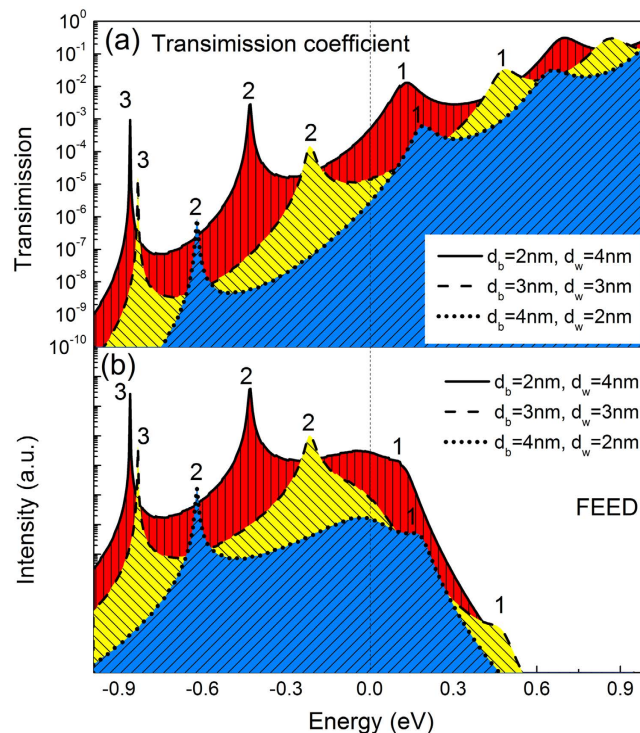 (a) Transimission coefficient
Transimission
10^0
10^-1
10^-2
10^-3
10^-4
10^-5
10^-6
10^-7
10^-8
10^-9
10^-10
3
3
2
2
2
1
1
1
d_b=2nm, d_w=4nm
d_b=3nm, d_w=3nm
d_b=4nm, d_w=2nm
(b)
Intensity (a.u.)
3
3
2
2
2
1
1
1
d_b=2nm, d_w=4nm
d_b=3nm, d_w=3nm
d_b=4nm, d_w=2nm
FEED
-0.9 -0.6 -0.3 0.0 0.3 0.6 0.9
Energy (eV)